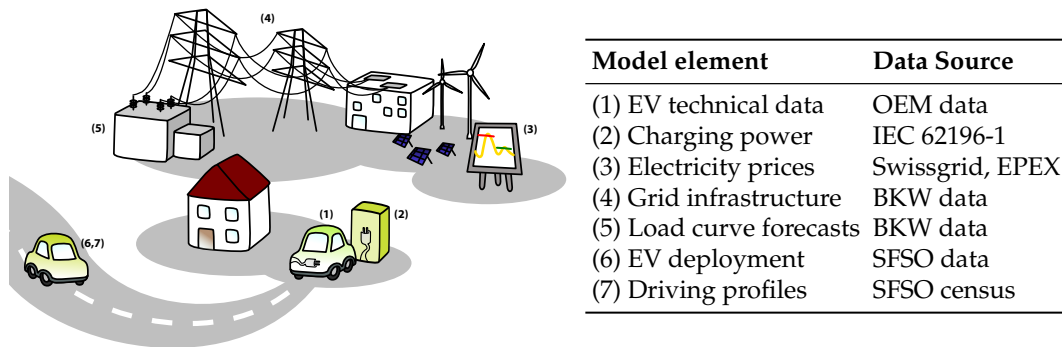 (4)
(5)
(3)
(1)
(2)
(6,7)
Model element Data Source
(1) EV technical data OEM data
(2) Charging power IEC 62196-1
(3) Electricity prices Swissgrid, EPEX
(4) Grid infrastructure BKW data
(5) Load curve forecasts BKW data
(6) EV deployment SFSO data
(7) Driving profiles SFSO census